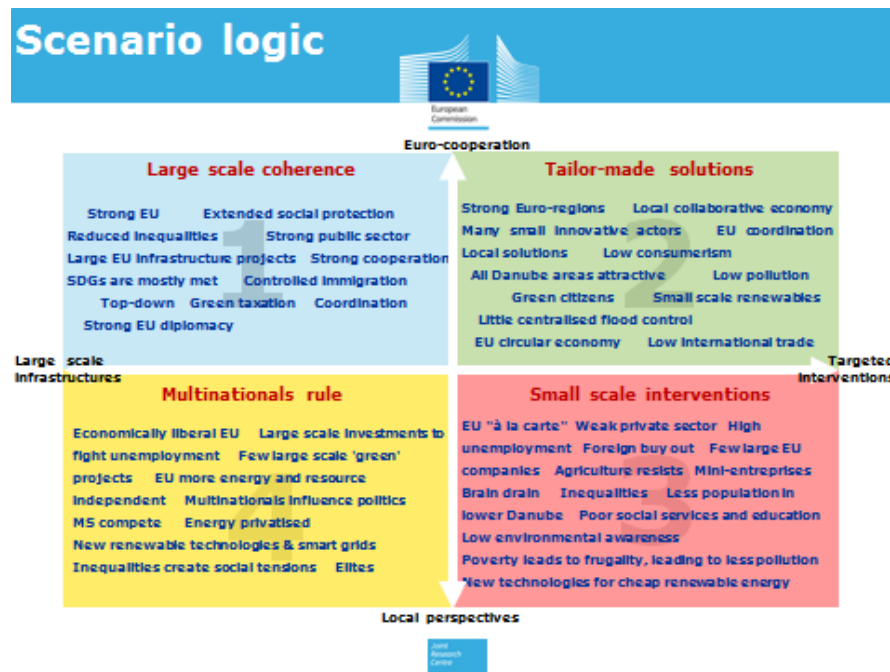 Scenario logic
European
Commission
Euro-cooperation
Large scale coherence
Strong EU Extended social protection
Reduced inequalities Strong public sector
Large EU infrastructure projects Strong cooperation
SDGs are mostly met Controlled immigration
Top-down Green taxation Coordination
Strong EU diplomacy
1
Tailor-made solutions
Strong Euro-regions Local collaborative economy
Many small innovative actors EU coordination
Local solutions Low consumerism
All Danube areas attractive Low pollution
Green citizens Small scale renewables
Little centralised flood control
EU circular economy Low international trade
2
Large scale
infrastructures
Targeted
interventions
Multinationals rule
Economically liberal EU Large scale investments to
fight unemployment Few large scale 'green'
projects EU more energy and resource
independent Multinationals influence politics
MS compete Energy privatised
New renewable technologies & smart grids
Inequalities create social tensions Elites
4
Small scale interventions
EU "à la carte" Weak private sector High
unemployment Foreign buy out Few large EU
companies Agriculture resists Mini-entreprises
Brain drain Inequalities Less population in
lower Danube Poor social services and education
Low environmental awareness
Poverty leads to frugality, leading to less pollution
New technologies for cheap renewable energy
3
Local perspectives
Joint
Research
Centre